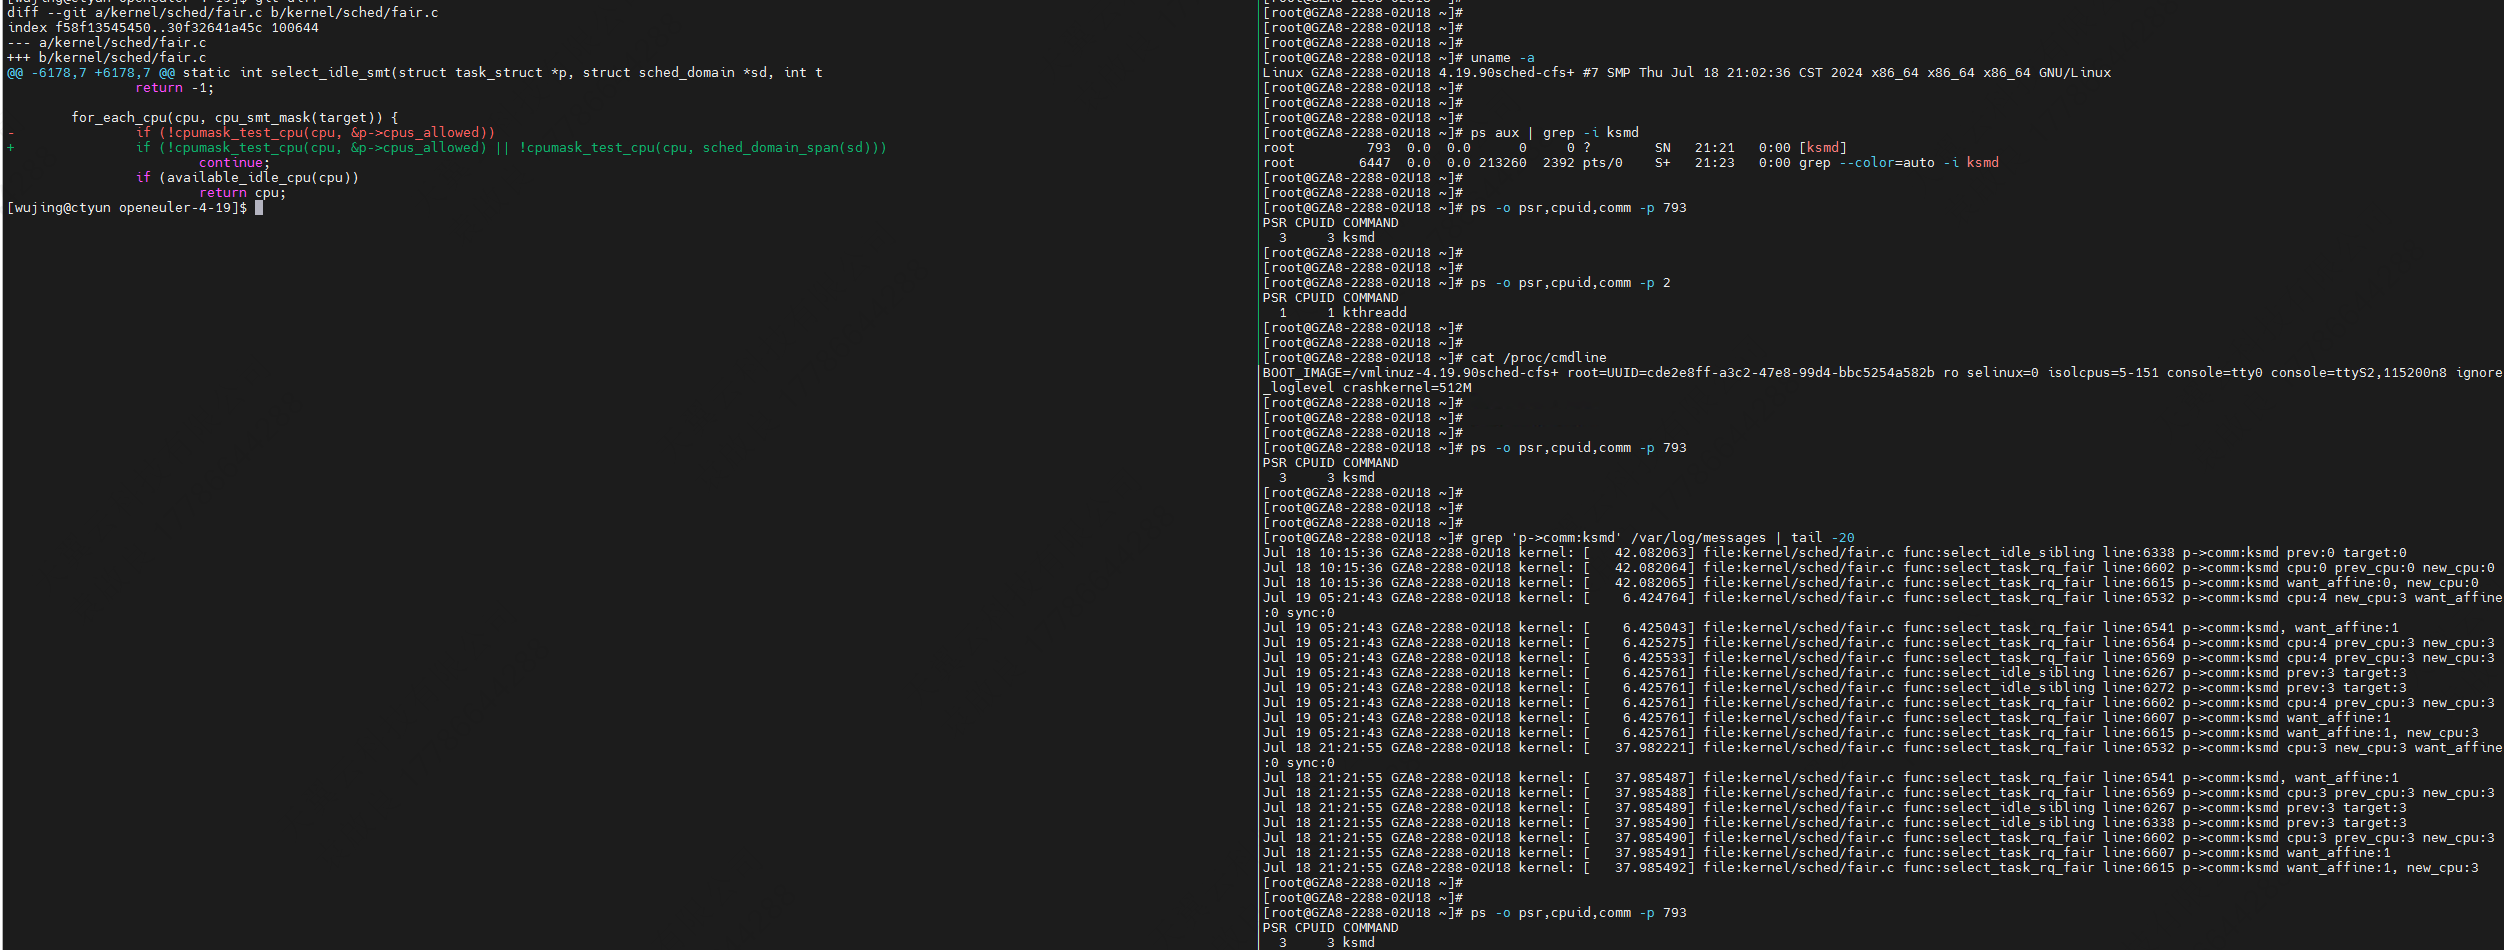 [wujing@ctyun openeuler-4-19]$ git diff
diff --git a/kernel/sched/fair.c b/kernel/sched/fair.c
index f58f13545450..30f32641a45c 100644
--- a/kernel/sched/fair.c
+++ b/kernel/sched/fair.c
@@ -6178,7 +6178,7 @@ static int select_idle_smt(struct task_struct *p, struct sched_domain *sd, int t
                return -1;
        for_each_cpu(cpu, cpu_smt_mask(target)) {
-               if (!cpumask_test_cpu(cpu, &p->cpus_allowed))
+               if (!cpumask_test_cpu(cpu, &p->cpus_allowed) || !cpumask_test_cpu(cpu, sched_domain_span(sd)))
                        continue;
                if (available_idle_cpu(cpu))
                        return cpu;
[wujing@ctyun openeuler-4-19]$
[root@GZA8-2288-02U18 ~]#
[root@GZA8-2288-02U18 ~]#
[root@GZA8-2288-02U18 ~]#
[root@GZA8-2288-02U18 ~]#
[root@GZA8-2288-02U18 ~]# uname -a
Linux GZA8-2288-02U18 4.19.90sched-cfs+ #7 SMP Thu Jul 18 21:02:36 CST 2024 x86_64 x86_64 x86_64 GNU/Linux
[root@GZA8-2288-02U18 ~]#
[root@GZA8-2288-02U18 ~]#
[root@GZA8-2288-02U18 ~]#
[root@GZA8-2288-02U18 ~]# ps aux | grep -i ksmd
root         793  0.0  0.0      0     0 ?        SN   21:21   0:00 [ksmd]
root        6447  0.0  0.0 213260  2392 pts/0    S+   21:23   0:00 grep --color=auto -i ksmd
[root@GZA8-2288-02U18 ~]#
[root@GZA8-2288-02U18 ~]#
[root@GZA8-2288-02U18 ~]# ps -o psr,cpuid,comm -p 793
PSR CPUID COMMAND
  3     3 ksmd
[root@GZA8-2288-02U18 ~]#
[root@GZA8-2288-02U18 ~]#
[root@GZA8-2288-02U18 ~]# ps -o psr,cpuid,comm -p 2
PSR CPUID COMMAND
  1     1 kthreadd
[root@GZA8-2288-02U18 ~]#
[root@GZA8-2288-02U18 ~]#
[root@GZA8-2288-02U18 ~]# cat /proc/cmdline
BOOT_IMAGE=/vmlinuz-4.19.90sched-cfs+ root=UUID=cde2e8ff-a3c2-47e8-99d4-bbc5254a582b ro selinux=0 isolcpus=5-151 console=tty0 console=ttyS2,115200n8 ignore
_loglevel crashkernel=512M
[root@GZA8-2288-02U18 ~]#
[root@GZA8-2288-02U18 ~]#
[root@GZA8-2288-02U18 ~]#
[root@GZA8-2288-02U18 ~]# ps -o psr,cpuid,comm -p 793
PSR CPUID COMMAND
  3     3 ksmd
[root@GZA8-2288-02U18 ~]#
[root@GZA8-2288-02U18 ~]#
[root@GZA8-2288-02U18 ~]#
[root@GZA8-2288-02U18 ~]# grep 'p->comm:ksmd' /var/log/messages | tail -20
Jul 18 10:15:36 GZA8-2288-02U18 kernel: [   42.082063] file:kernel/sched/fair.c func:select_idle_sibling line:6338 p->comm:ksmd prev:0 target:0
Jul 18 10:15:36 GZA8-2288-02U18 kernel: [   42.082064] file:kernel/sched/fair.c func:select_task_rq_fair line:6602 p->comm:ksmd cpu:0 prev_cpu:0 new_cpu:0
Jul 18 10:15:36 GZA8-2288-02U18 kernel: [   42.082065] file:kernel/sched/fair.c func:select_task_rq_fair line:6615 p->comm:ksmd want_affine:0, new_cpu:0
Jul 19 05:21:43 GZA8-2288-02U18 kernel: [    6.424764] file:kernel/sched/fair.c func:select_task_rq_fair line:6532 p->comm:ksmd cpu:4 new_cpu:3 want_affine
:0 sync:0
Jul 19 05:21:43 GZA8-2288-02U18 kernel: [    6.425043] file:kernel/sched/fair.c func:select_task_rq_fair line:6541 p->comm:ksmd, want_affine:1
Jul 19 05:21:43 GZA8-2288-02U18 kernel: [    6.425275] file:kernel/sched/fair.c func:select_task_rq_fair line:6564 p->comm:ksmd cpu:4 prev_cpu:3 new_cpu:3
Jul 19 05:21:43 GZA8-2288-02U18 kernel: [    6.425533] file:kernel/sched/fair.c func:select_task_rq_fair line:6569 p->comm:ksmd cpu:4 prev_cpu:3 new_cpu:3
Jul 19 05:21:43 GZA8-2288-02U18 kernel: [    6.425761] file:kernel/sched/fair.c func:select_idle_sibling line:6267 p->comm:ksmd prev:3 target:3
Jul 19 05:21:43 GZA8-2288-02U18 kernel: [    6.425761] file:kernel/sched/fair.c func:select_idle_sibling line:6272 p->comm:ksmd prev:3 target:3
Jul 19 05:21:43 GZA8-2288-02U18 kernel: [    6.425761] file:kernel/sched/fair.c func:select_task_rq_fair line:6602 p->comm:ksmd cpu:4 prev_cpu:3 new_cpu:3
Jul 19 05:21:43 GZA8-2288-02U18 kernel: [    6.425761] file:kernel/sched/fair.c func:select_task_rq_fair line:6607 p->comm:ksmd want_affine:1
Jul 19 05:21:43 GZA8-2288-02U18 kernel: [    6.425761] file:kernel/sched/fair.c func:select_task_rq_fair line:6615 p->comm:ksmd want_affine:1, new_cpu:3
Jul 18 21:21:55 GZA8-2288-02U18 kernel: [   37.982221] file:kernel/sched/fair.c func:select_task_rq_fair line:6532 p->comm:ksmd cpu:3 new_cpu:3 want_affine
:0 sync:0
Jul 18 21:21:55 GZA8-2288-02U18 kernel: [   37.985487] file:kernel/sched/fair.c func:select_task_rq_fair line:6541 p->comm:ksmd, want_affine:1
Jul 18 21:21:55 GZA8-2288-02U18 kernel: [   37.985488] file:kernel/sched/fair.c func:select_task_rq_fair line:6569 p->comm:ksmd cpu:3 prev_cpu:3 new_cpu:3
Jul 18 21:21:55 GZA8-2288-02U18 kernel: [   37.985489] file:kernel/sched/fair.c func:select_idle_sibling line:6267 p->comm:ksmd prev:3 target:3
Jul 18 21:21:55 GZA8-2288-02U18 kernel: [   37.985490] file:kernel/sched/fair.c func:select_idle_sibling line:6338 p->comm:ksmd prev:3 target:3
Jul 18 21:21:55 GZA8-2288-02U18 kernel: [   37.985490] file:kernel/sched/fair.c func:select_task_rq_fair line:6602 p->comm:ksmd cpu:3 prev_cpu:3 new_cpu:3
Jul 18 21:21:55 GZA8-2288-02U18 kernel: [   37.985491] file:kernel/sched/fair.c func:select_task_rq_fair line:6607 p->comm:ksmd want_affine:1
Jul 18 21:21:55 GZA8-2288-02U18 kernel: [   37.985492] file:kernel/sched/fair.c func:select_task_rq_fair line:6615 p->comm:ksmd want_affine:1, new_cpu:3
[root@GZA8-2288-02U18 ~]#
[root@GZA8-2288-02U18 ~]#
[root@GZA8-2288-02U18 ~]# ps -o psr,cpuid,comm -p 793
PSR CPUID COMMAND
  3     3 ksmd